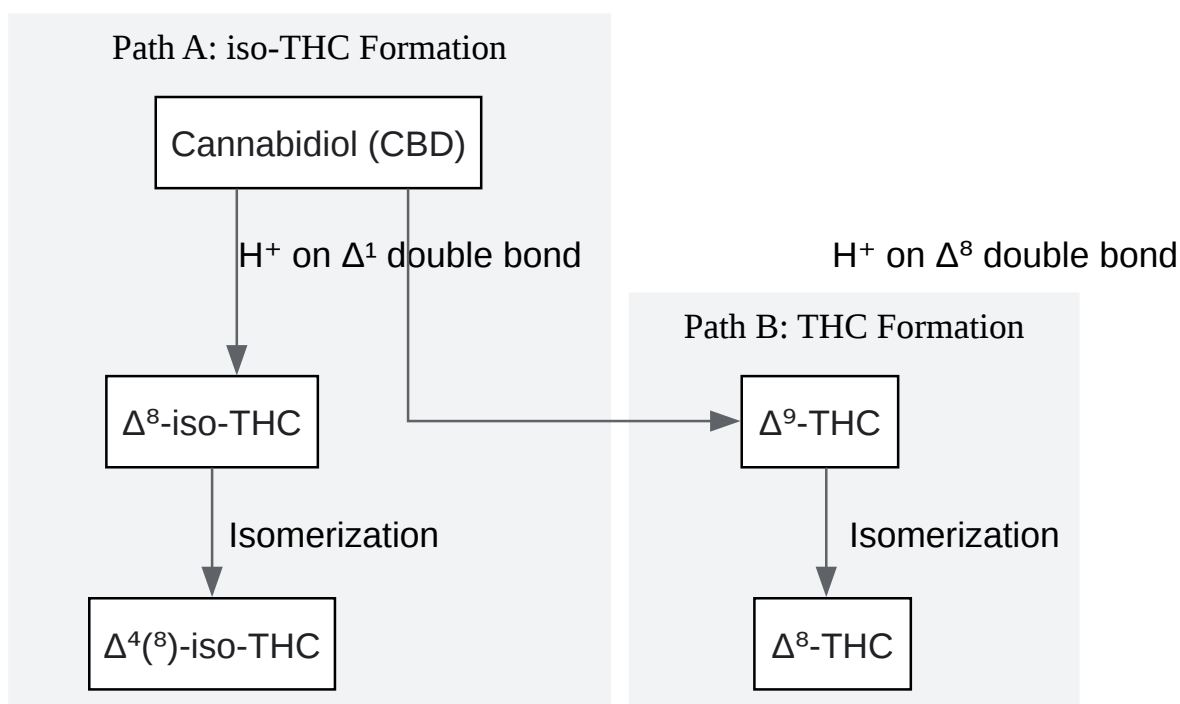 Path A: iso-THC Formation
Cannabidiol (CBD)
H⁺ on Δ¹ double bond
H⁺ on Δ⁸ double bond
Path B: THC Formation
Δ⁸-iso-THC
Δ⁹-THC
Isomerization
Isomerization
Δ⁴(⁸)-iso-THC
Δ⁸-THC